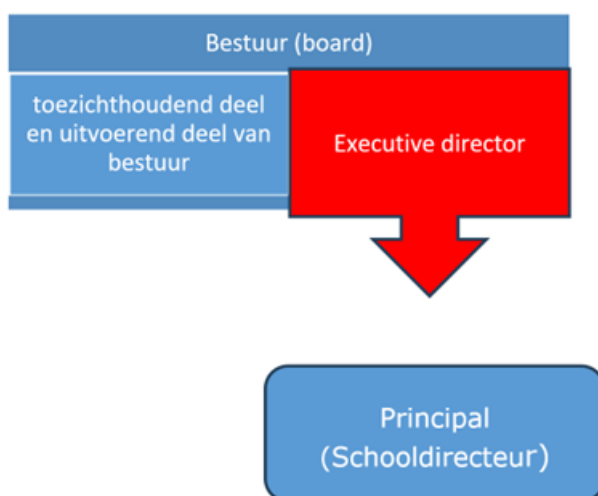 Bestuur (board)
toezichthoudend deel
en uitvoerend deel van
bestuur
Executive director
Principal
(Schooldirecteur)